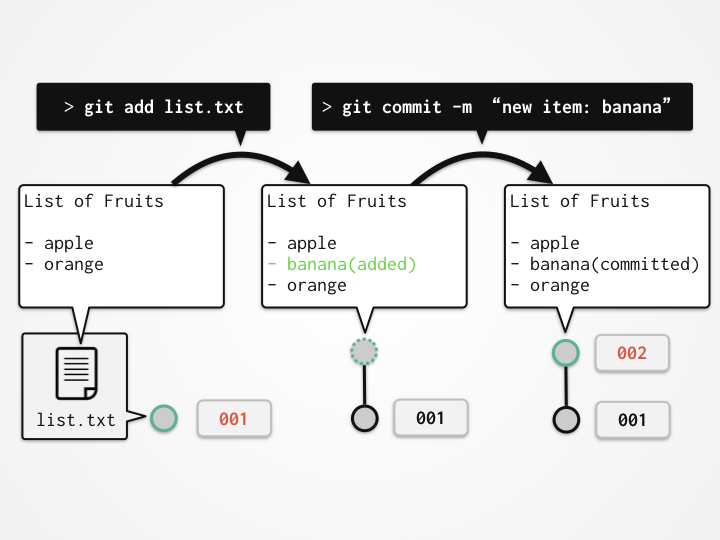 > git add list.txt
> git commit -m “new item: banana”
List of Fruits
- apple
- orange
List of Fruits
- apple
- banana(added)
- orange
List of Fruits
- apple
- banana(committed)
- orange
list.txt
001
001
002
001